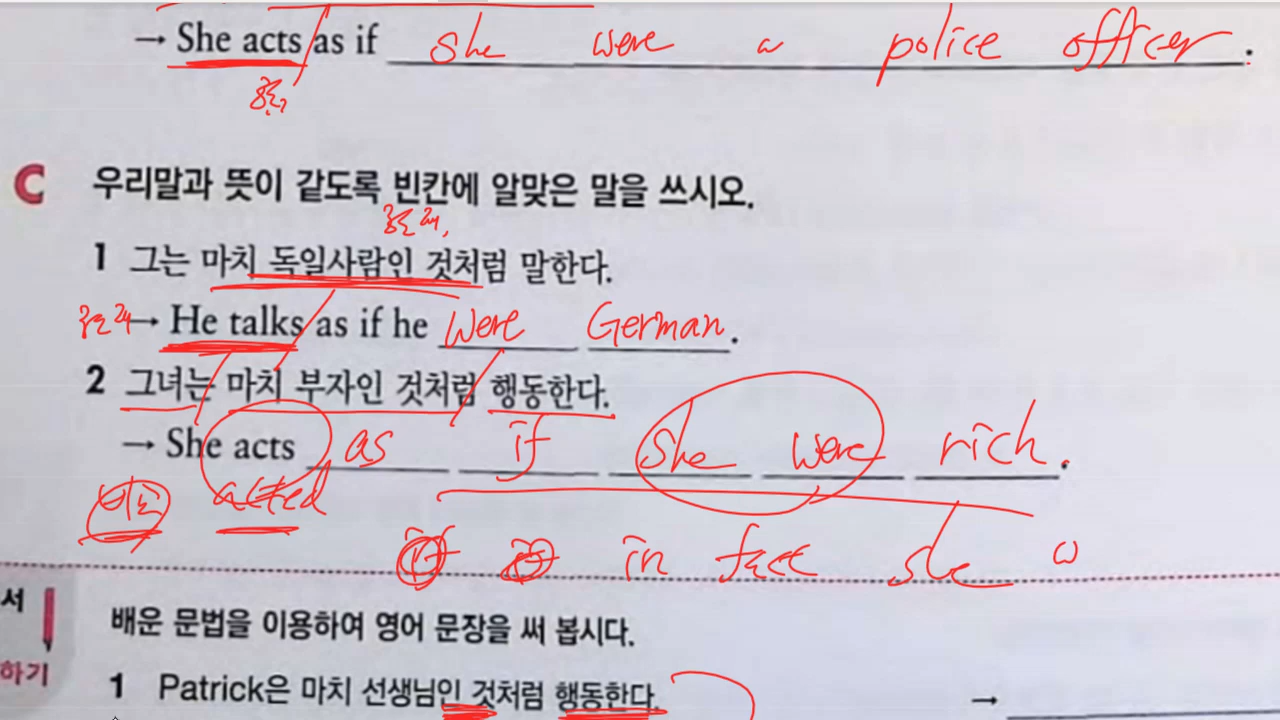 → She acts as if she were a police officer.
C 우리말과 뜻이 같도록 빈칸에 알맞은 말을 쓰시오.
1 그는 마치 독일사람인 것처럼 말한다.
→ He talks as if he were German.
2 그녀는 마치 부자인 것처럼 행동한다.
→ She acts as if she were rich.
acted
in fact she
서
하기
배운 문법을 이용하여 영어 문장을 써 봅시다.
1 Patrick은 마치 선생님인 것처럼 행동한다. →